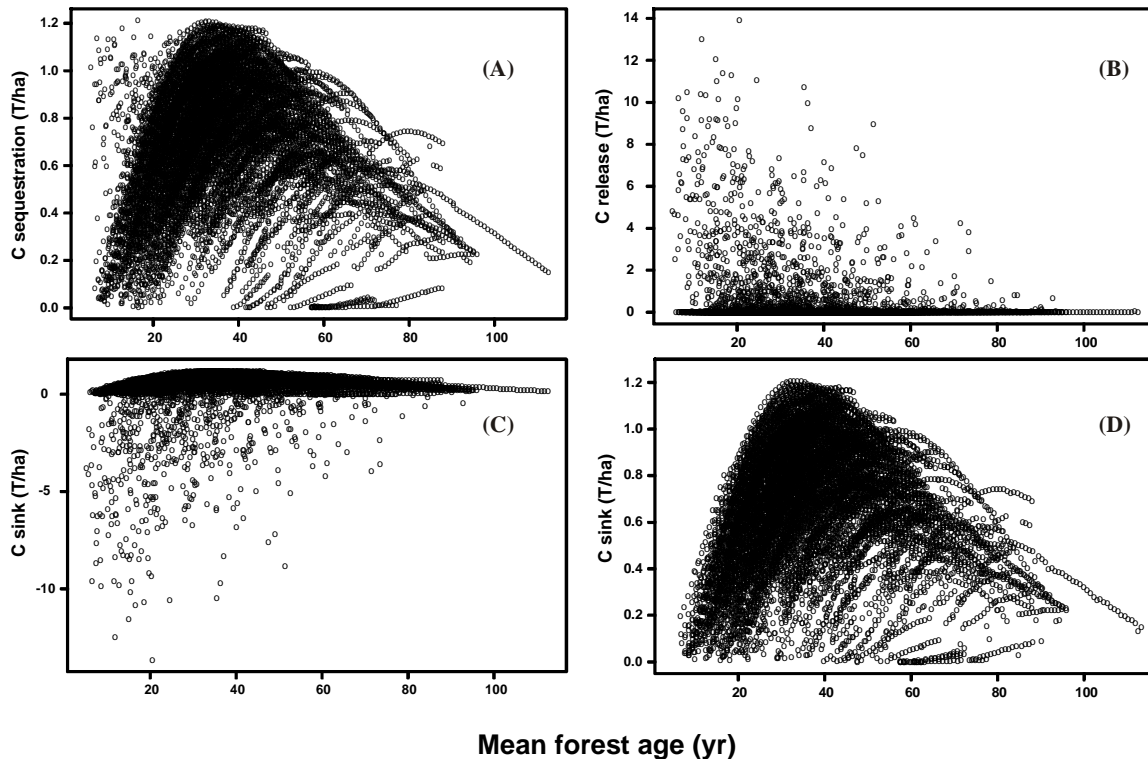 1.2
1.0
0.8
0.6
0.4
0.2
0.0
C sequestration (T/ha)
(A)
20 40 60 80 100
14
12
10
8
6
4
2
0
C release (T/ha)
(B)
20 40 60 80 100
0
-5
-10
C sink (T/ha)
(C)
20 40 60 80 100
1.2
1.0
0.8
0.6
0.4
0.2
0.0
C sink (T/ha)
(D)
20 40 60 80 100
Mean forest age (yr)